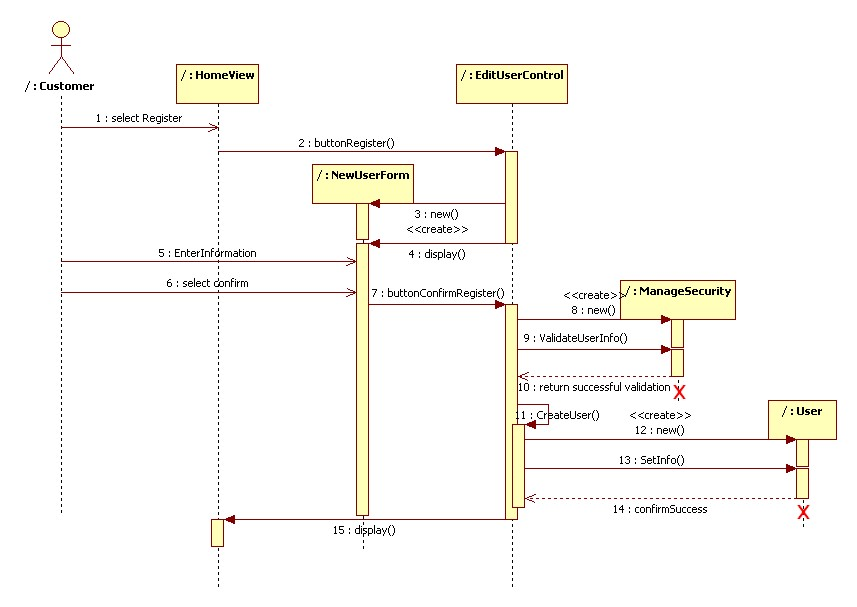 / : Customer
/ : HomeView
/ : EditUserControl
1 : select Register
2 : buttonRegister()
/ : NewUserForm
3 : new()
<<create>>
4 : display()
5 : EnterInformation
6 : select confirm
7 : buttonConfirmRegister()
/ : ManageSecurity
<<create>>
8 : new()
9 : ValidateUserInfo()
10 : return successful validation
X
/ : User
11 : CreateUser()
<<create>>
12 : new()
13 : SetInfo()
14 : confirmSuccess
X
15 : display()